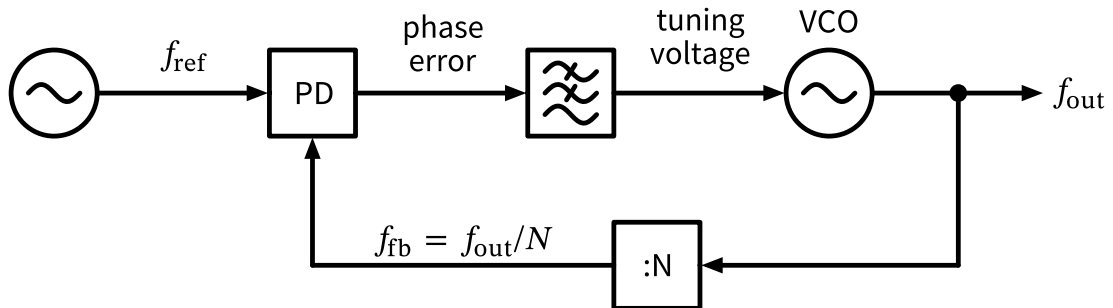 f_ref
PD
phase
error
tuning
voltage
VCO
f_out
f_fb = f_out/N
:N